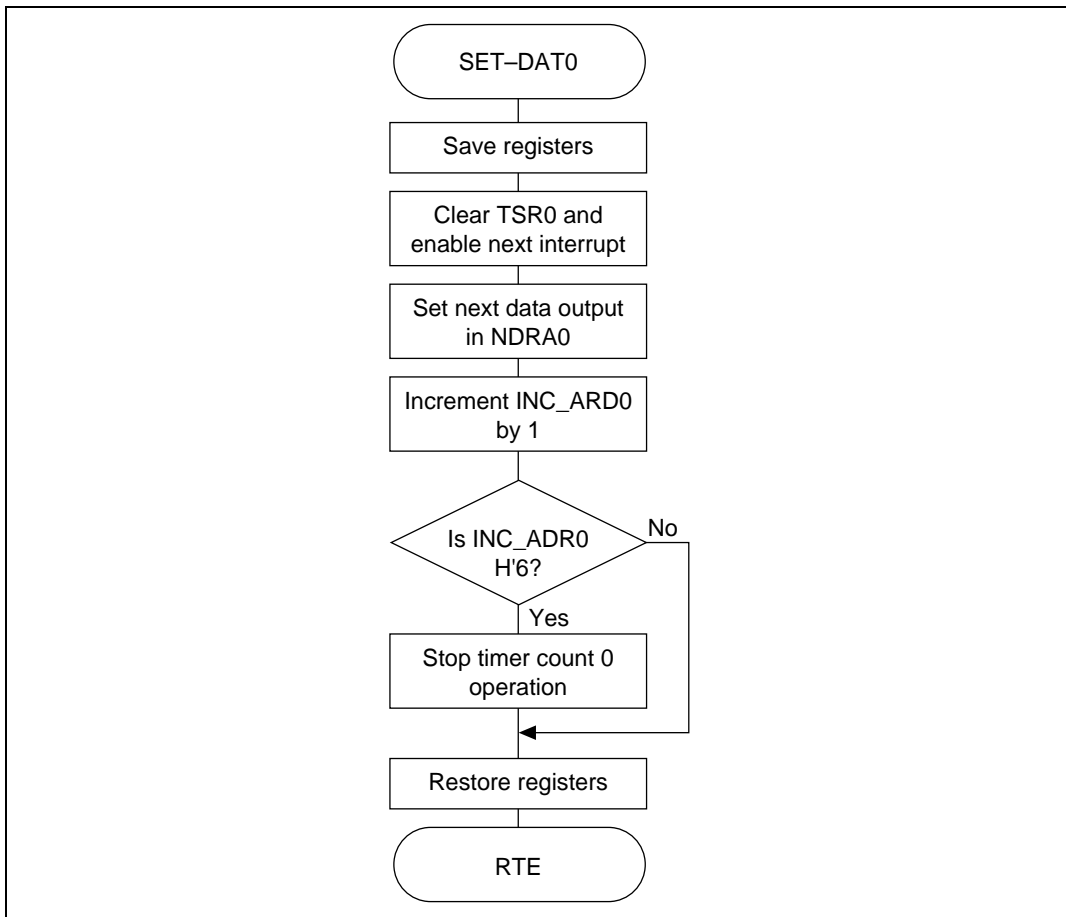 SET–DAT0
Save registers
Clear TSR0 and
enable next interrupt
Set next data output
in NDRA0
Increment INC_ARD0
by 1
Is INC_ADR0
H'6?
No
Yes
Stop timer count 0
operation
Restore registers
RTE